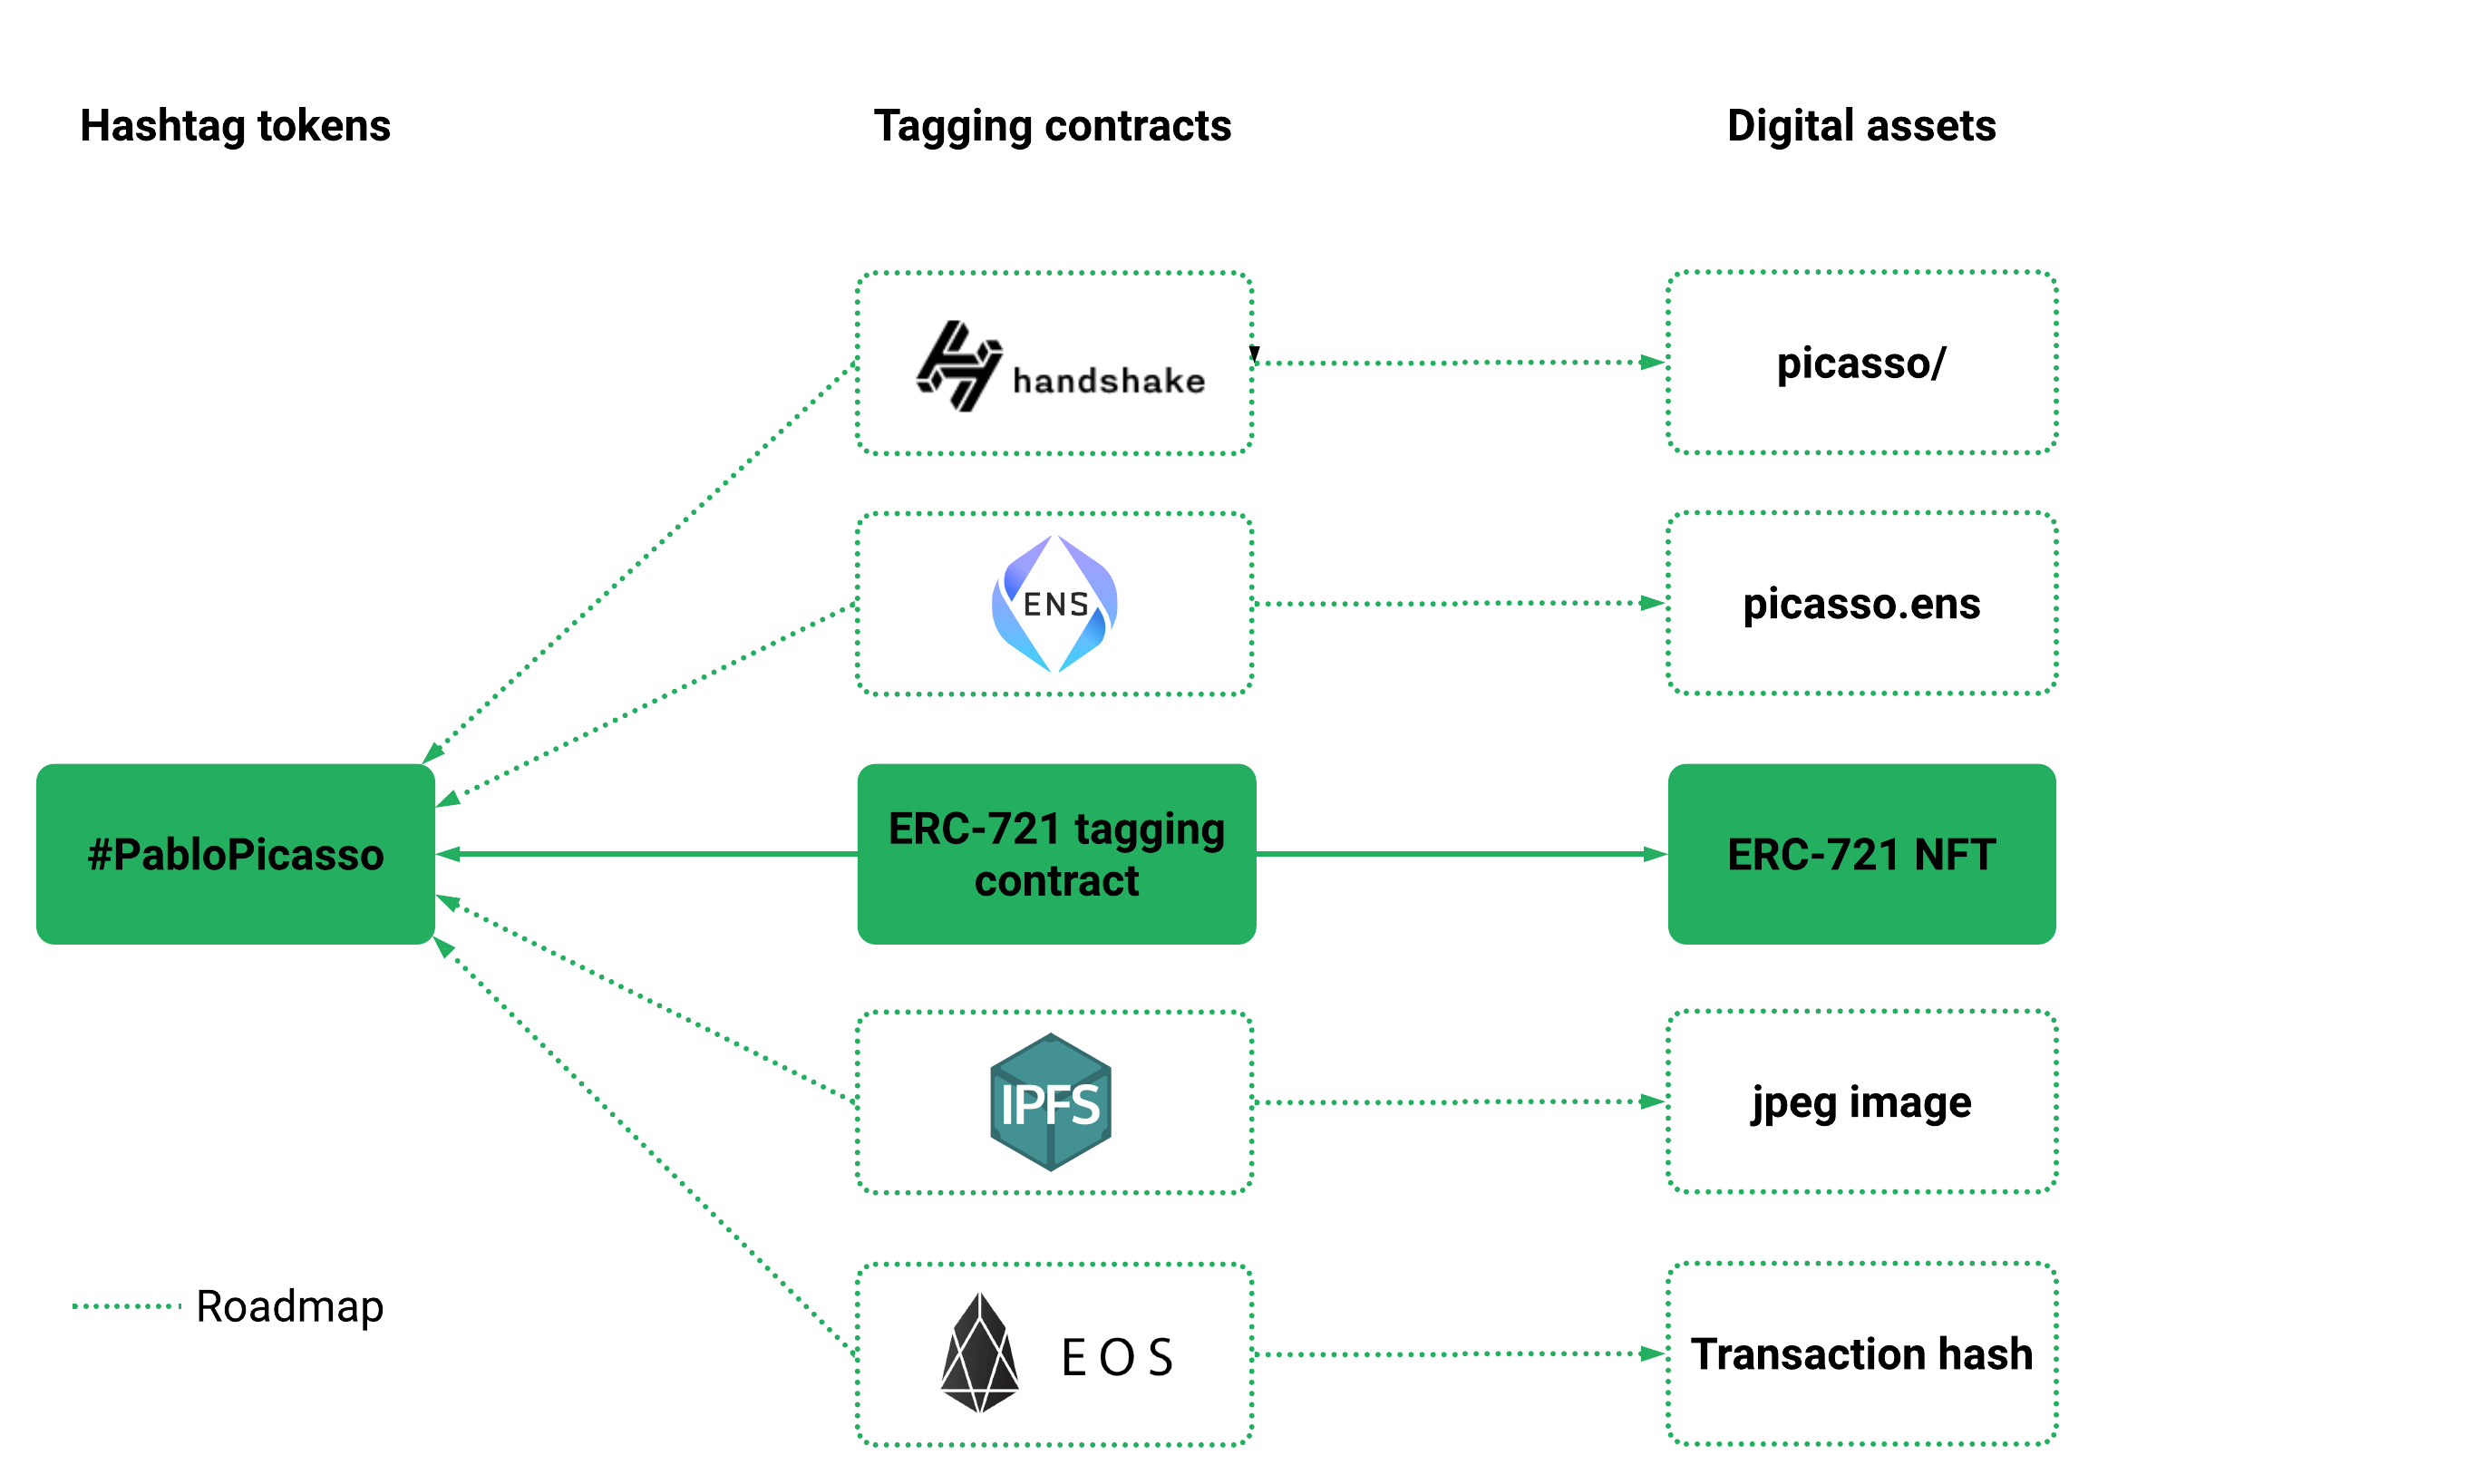 Hashtag tokens
Tagging contracts
Digital assets
handshake
picasso/
ENS
picasso.ens
#PabloPicasso
ERC-721 tagging
contract
ERC-721 NFT
IPFS
jpeg image
Roadmap
EOS
Transaction hash